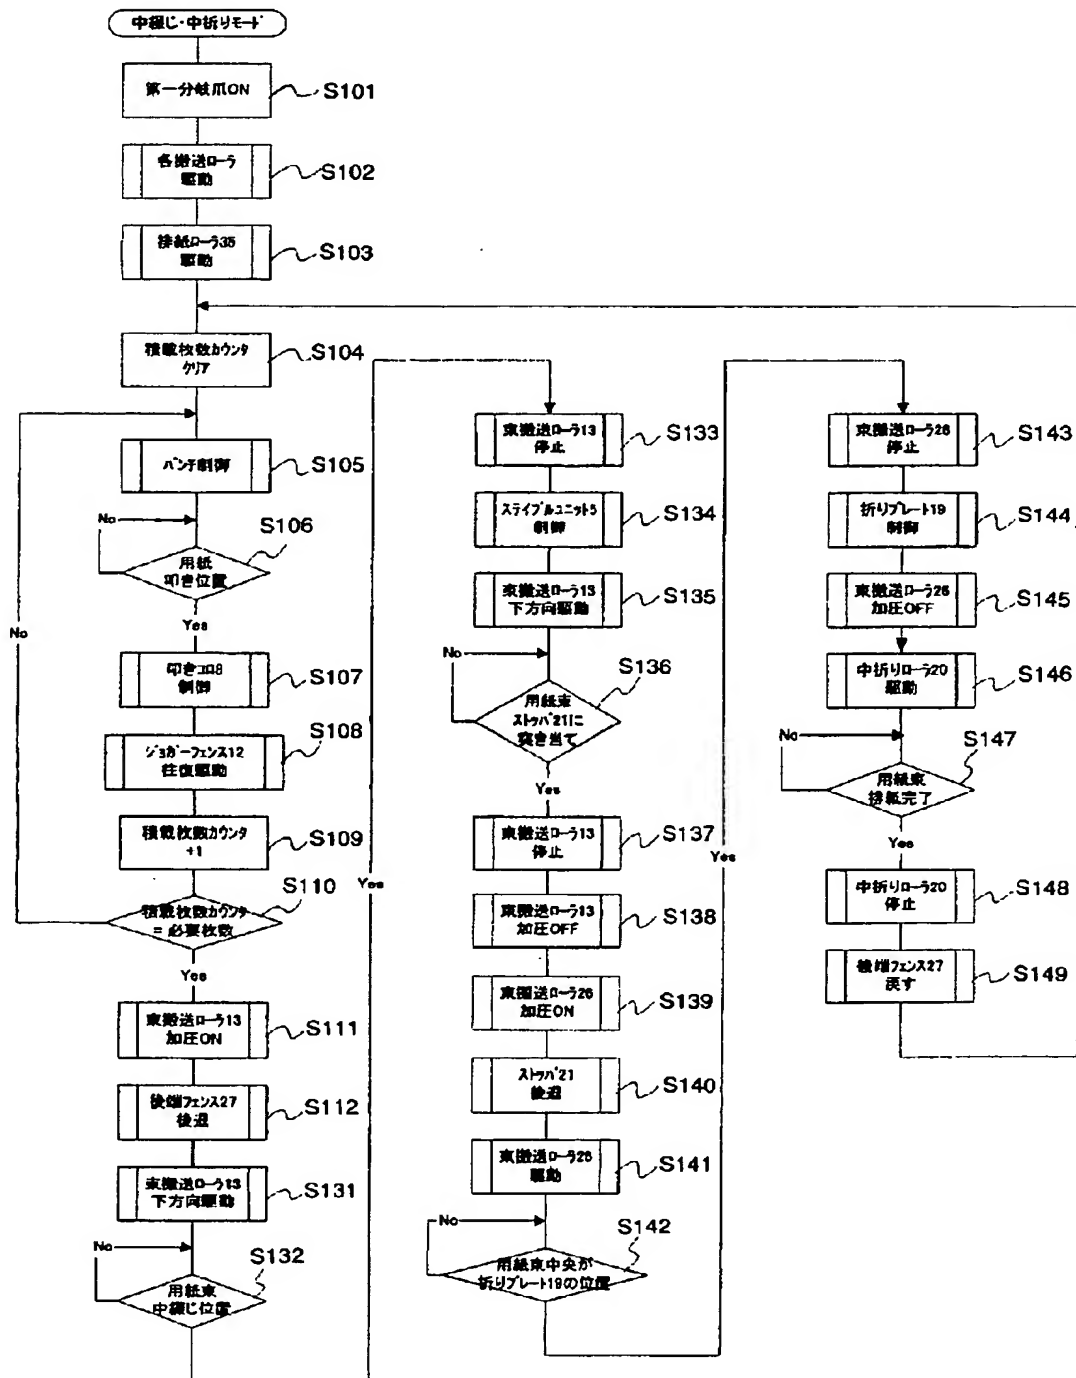 中綴じ・中折りモード
第一分岐爪ON
S101
各搬送ローラ
駆動
S102
排紙ローラ35
駆動
S103
積載枚数カウンタ
クリア
S104
パンチ制御
S105
No
用紙
叩き位置
S106
Yes
No
叩きコロ8
制御
S107
ジョガーフェンス12
往復駆動
S108
積載枚数カウンタ
+1
S109
積載枚数カウンタ
= 必要枚数
S110
Yes
束搬送ローラ13
加圧ON
S111
後端フェンス27
後退
S112
束搬送ローラ13
下方向駆動
S131
No
用紙束
中綴じ位置
S132
Yes
束搬送ローラ13
停止
S133
ステイプルユニット5
制御
S134
束搬送ローラ13
下方向駆動
S135
No
用紙束
ストッパ21に
突き当て
S136
Yes
束搬送ローラ13
停止
S137
束搬送ローラ13
加圧OFF
S138
束搬送ローラ26
加圧ON
S139
ストッパ21
後退
S140
束搬送ローラ26
駆動
S141
No
用紙束中央が
折りプレート19の位置
S142
Yes
束搬送ローラ26
停止
S143
折りプレート19
制御
S144
束搬送ローラ26
加圧OFF
S145
中折りローラ20
駆動
S146
No
用紙束
排紙完了
S147
Yes
中折りローラ20
停止
S148
後端フェンス27
戻す
S149